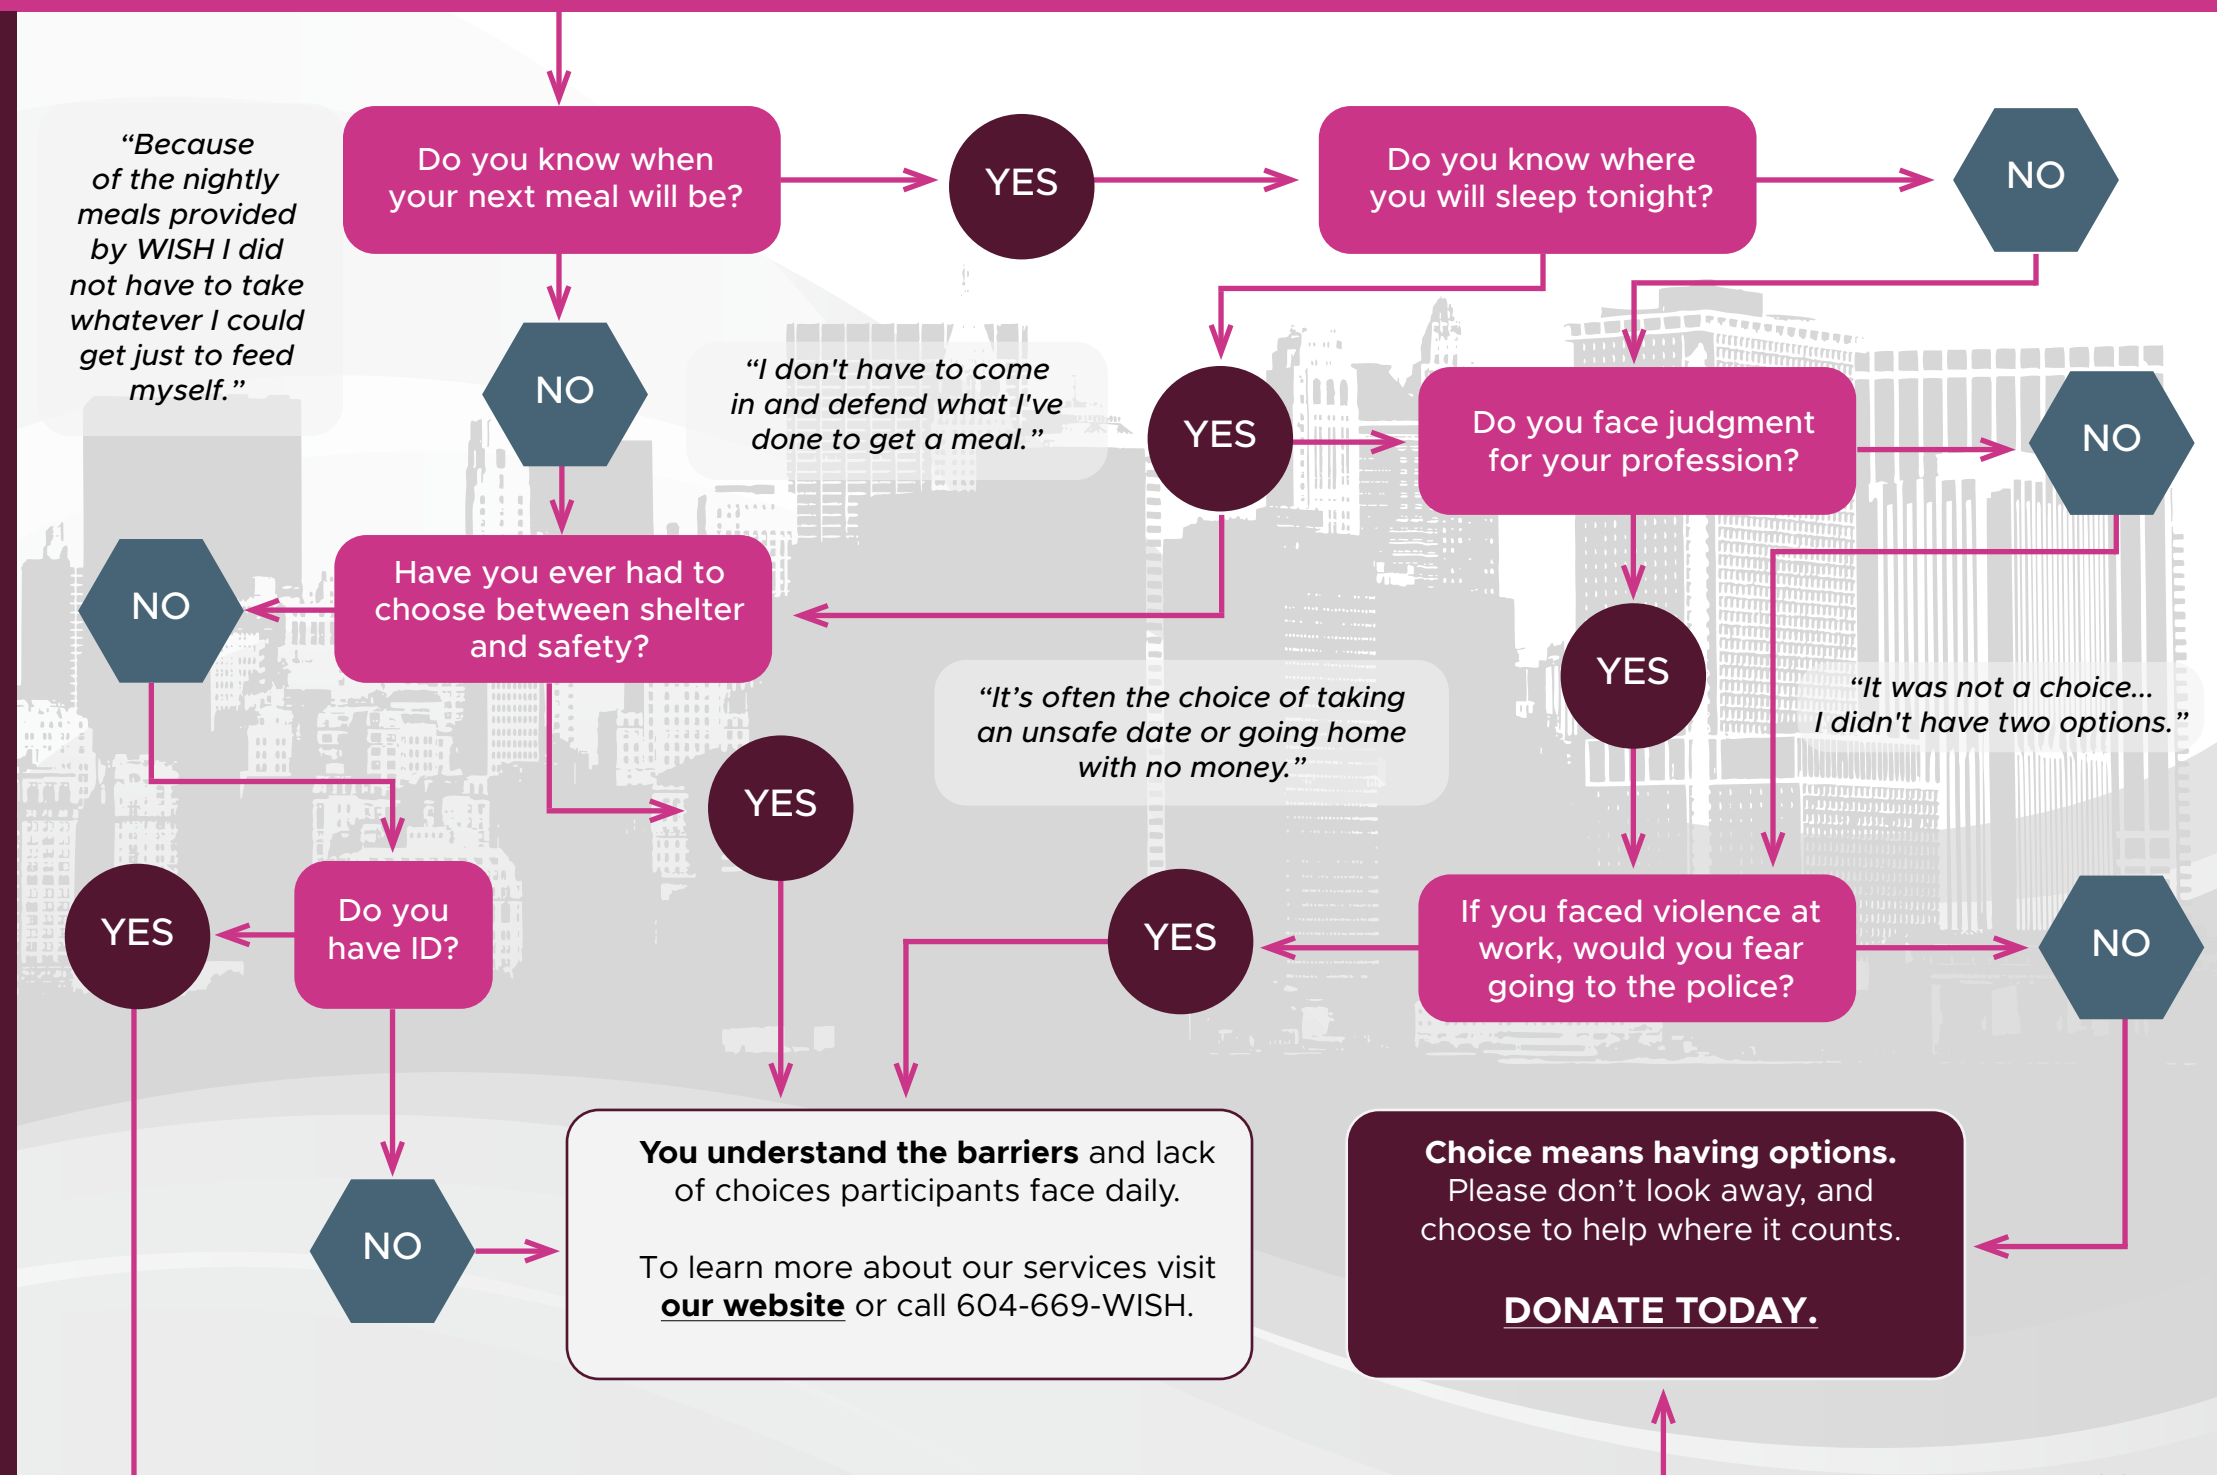 “Because
of the nightly
meals provided
by WISH I did
not have to take
whatever I could
get just to feed
myself.”
Do you know when
your next meal will be?
YES
Do you know where
you will sleep tonight?
NO
NO
“I don't have to come
in and defend what I've
done to get a meal.”
YES
Do you face judgment
for your profession?
NO
NO
Have you ever had to
choose between shelter
and safety?
YES
“It’s often the choice of taking
an unsafe date or going home
with no money.”
YES
“It was not a choice...
I didn't have two options.”
YES
Do you
have ID?
YES
If you faced violence at
work, would you fear
going to the police?
NO
NO
You understand the barriers and lack
of choices participants face daily.
To learn more about our services visit
our website or call 604-669-WISH.
Choice means having options.
Please don’t look away, and
choose to help where it counts.
DONATE TODAY.